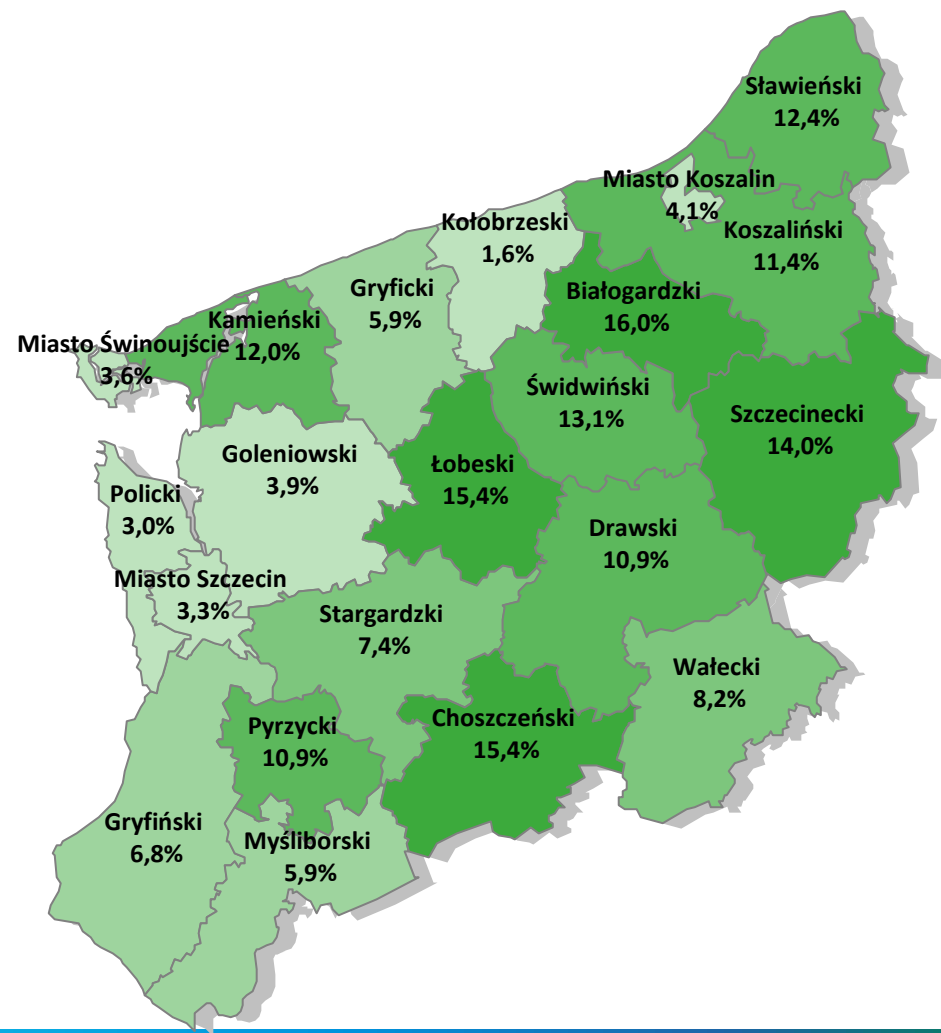 Sławieński
12,4%
Miasto Koszalin
4,1%
Koszaliński
11,4%
Kołobrzeski
1,6%
Białogardzki
16,0%
Gryficki
5,9%
Kamieński
12,0%
Miasto Świnoujście
3,6%
Świdwiński
13,1%
Szczecinecki
14,0%
Goleniowski
3,9%
Łobeski
15,4%
Policki
3,0%
Drawski
10,9%
Miasto Szczecin
3,3%
Stargardzki
7,4%
Wałecki
8,2%
Choszczeński
15,4%
Pyrzycki
10,9%
Gryfiński
6,8%
Myśliborski
5,9%